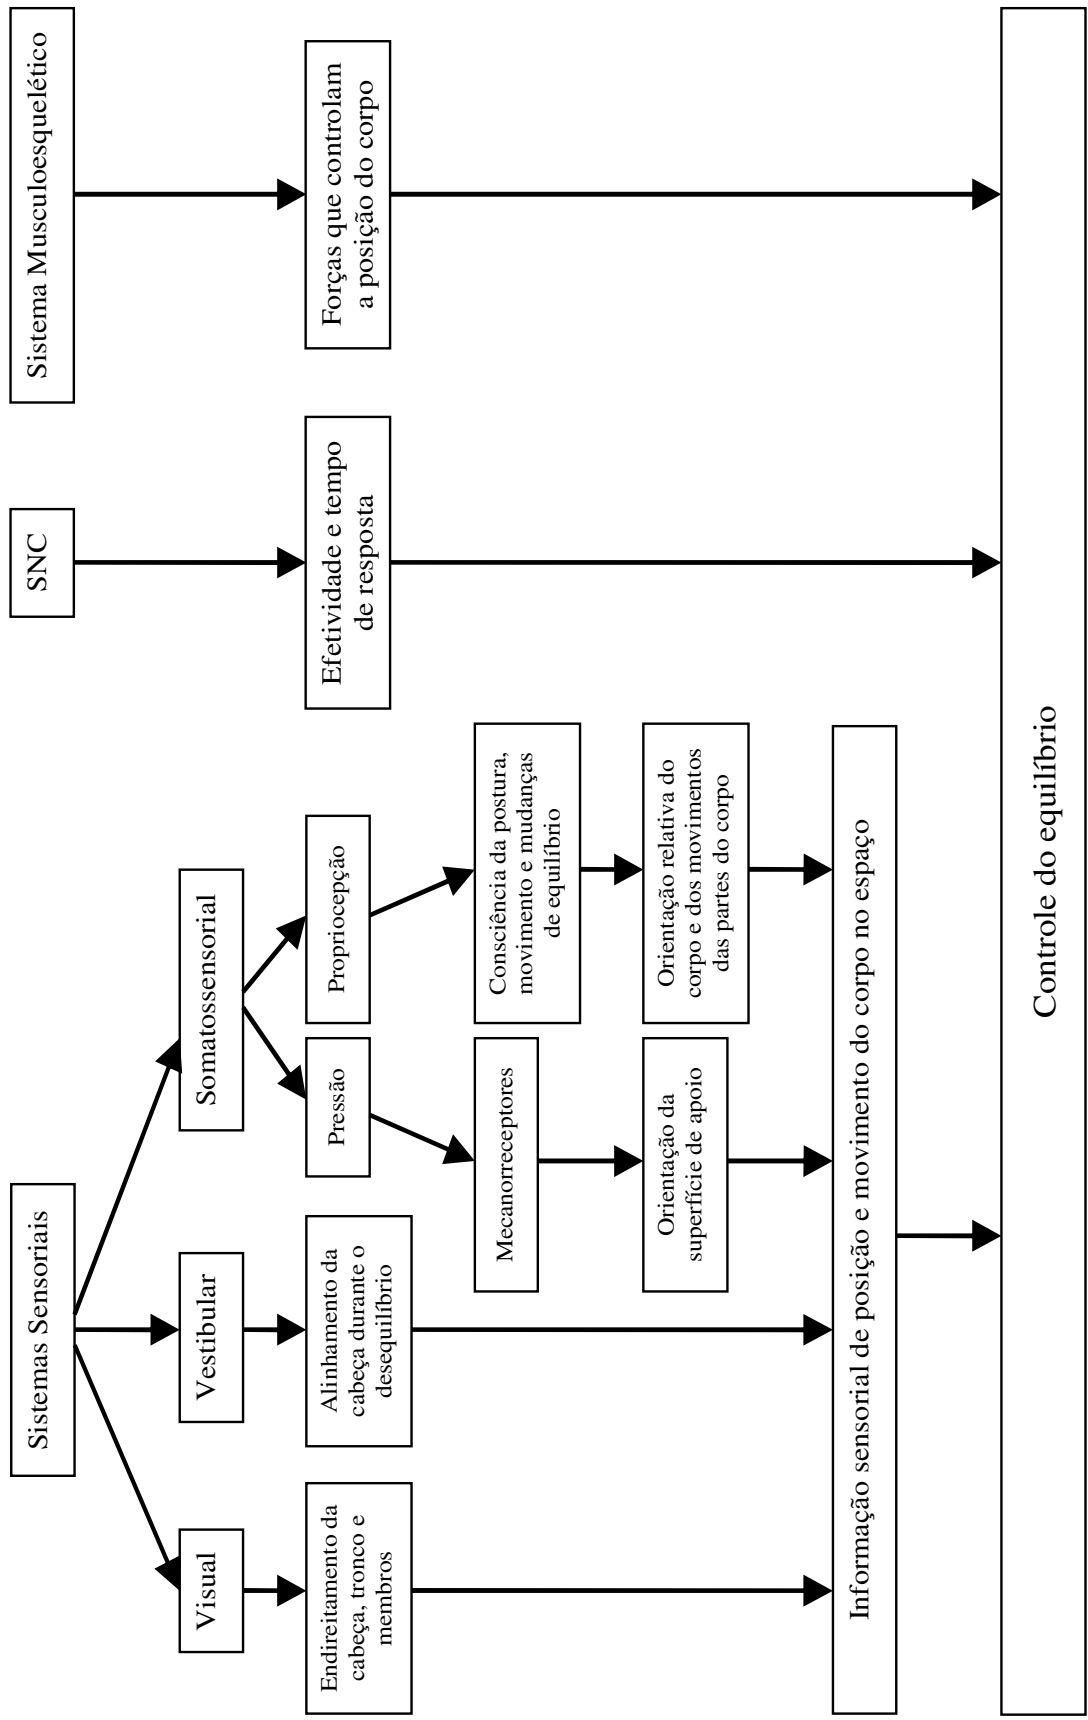 Sistemas Sensoriais
SNC
Sistema Musculoesquelético
Visual
Vestibular
Somatossensorial
Endireitamento da
cabeça, tronco e
membros
Alinhamento da
cabeça durante o
desequilíbrio
Pressão
Propriocepção
Efetividade e tempo
de resposta
Forças que controlam
a posição do corpo
Mecanorreceptores
Consciência da postura,
movimento e mudanças
de equilíbrio
Orientação da
superfície de apoio
Orientação relativa do
corpo e dos movimentos
das partes do corpo
Informação sensorial de posição e movimento do corpo no espaço
Controle do equilíbrio